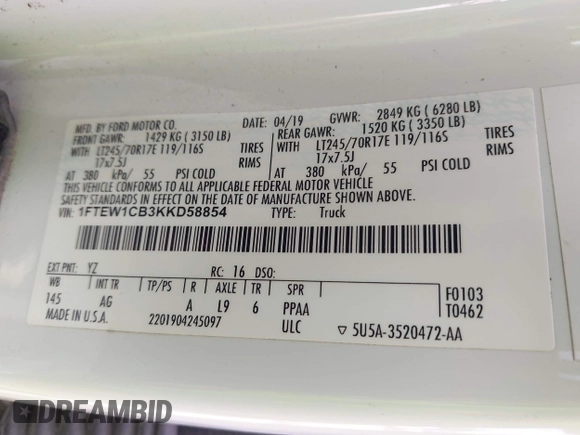 MFD. BY FORD MOTOR CO.
DATE: 04/19 GVWR: 2849 KG ( 6280 LB)
FRONT GAWR: 1429 KG ( 3150 LB) REAR GAWR: 1520 KG ( 3350 LB)
WITH LT245/70R17E 119/116S TIRES WITH LT245/70R17E 119/116S TIRES
17x7.5J RIMS 17x7.5J RIMS
AT 380 kPa/ 55 PSI COLD AT 380 kPa/ 55 PSI COLD
THIS VEHICLE CONFORMS TO ALL APPLICABLE FEDERAL MOTOR VEHICLE
SAFETY STANDARDS IN EFFECT ON THE DATE OF MANUFACTURE SHOWN ABOVE.
VIN: 1FTEW1CB3KKD58854 TYPE: Truck
EXT PNT: YZ RC: 16 DSO:
WB INT TR TP/PS R AXLE TR SPR F0103
145 AG A L9 6 PPAA T0462
MADE IN U.S.A. 2201904245097 ULC ▽ 5U5A-3520472-AA
DREAMBID